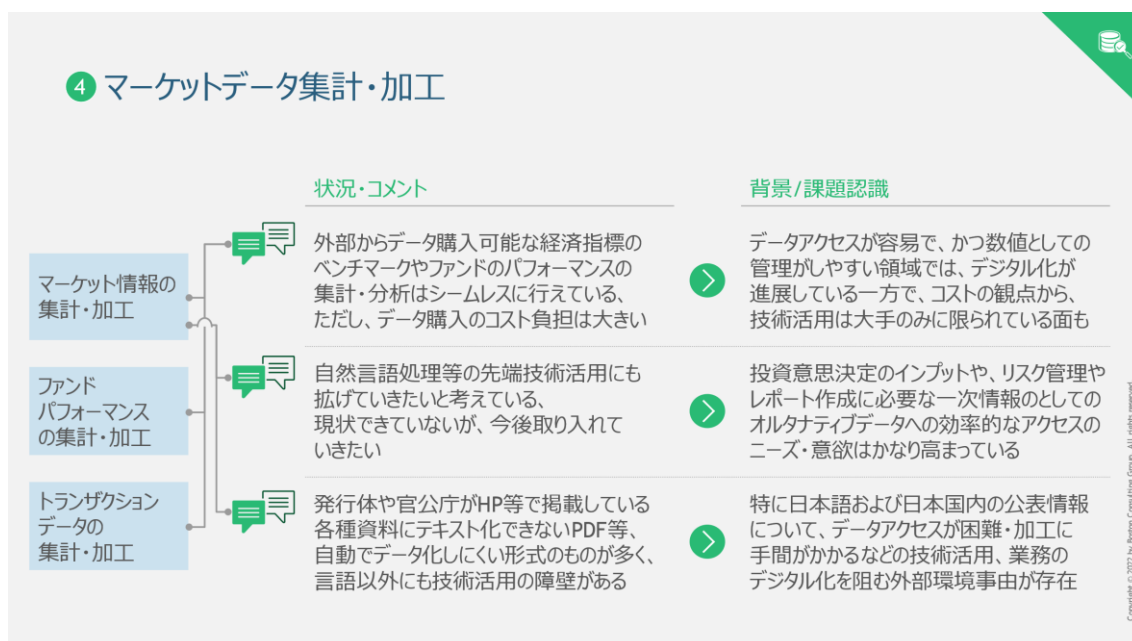 4 マーケットデータ集計・加工
状況・コメント
背景/課題認識
マーケット情報の
集計・加工
ファンド
パフォーマンス
の集計・加工
トランザクション
データの
集計・加工
外部からデータ購入可能な経済指標の
ベンチマークやファンドのパフォーマンスの
集計・分析はシームレスに行えている、
ただし、データ購入のコスト負担は大きい
データアクセスが容易で、かつ数値としての
管理がしやすい領域では、デジタル化が
進展している一方で、コストの観点から、
技術活用は大手のみに限られている面も
自然言語処理等の先端技術活用にも
拡げていきたいと考えている、
現状できていないが、今後取り入れて
いきたい
投資意思決定のインプットや、リスク管理や
レポート作成に必要な一次情報のとしての
オルタナティブデータへの効率的なアクセスの
ニーズ・意欲はかなり高まっている
発行体や官公庁がHP等で掲載している
各種資料にテキスト化できないPDF等、
自動でデータ化しにくい形式のものが多く、
言語以外にも技術活用の障壁がある
特に日本語および日本国内の公表情報
について、データアクセスが困難・加工に
手間がかかるなどの技術活用、業務の
デジタル化を阻む外部環境事由が存在
Copyright © 2022 by Boston Consulting Group. All rights reserved.